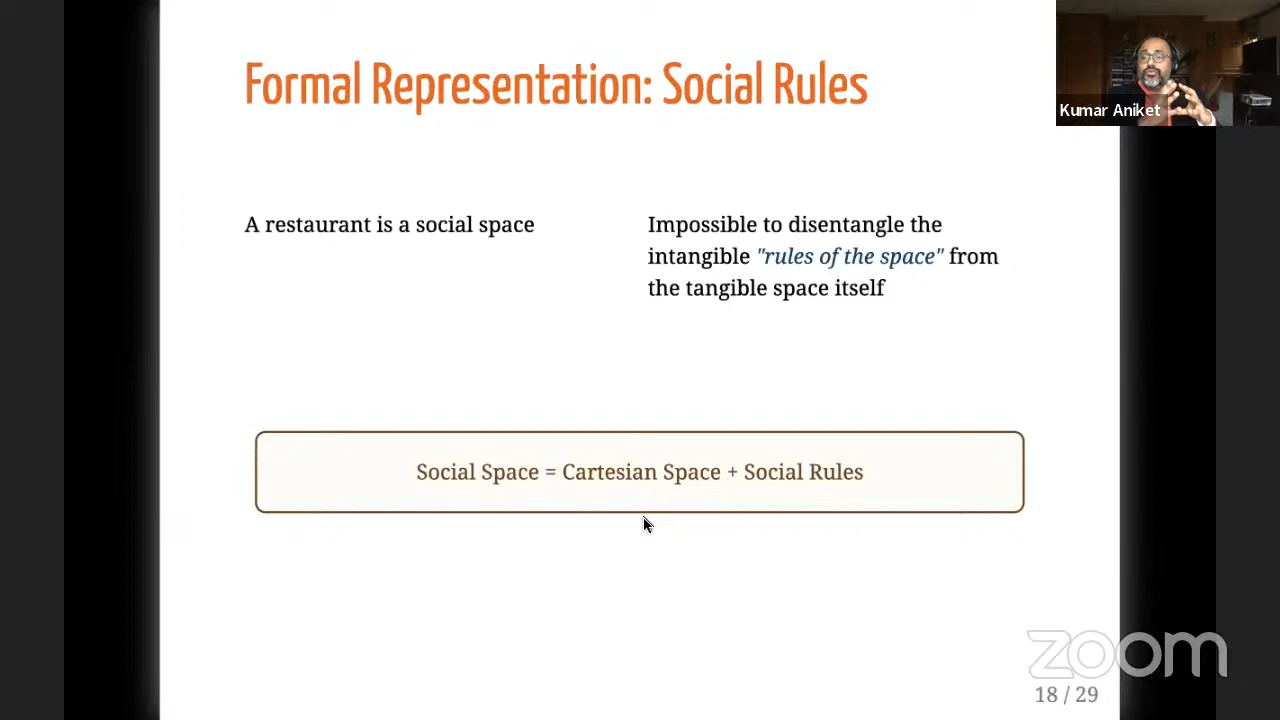 Formal Representation: Social Rules
Kumar Aniket
A restaurant is a social space
Impossible to disentangle the
intangible "rules of the space" from
the tangible space itself
Social Space = Cartesian Space + Social Rules
zoom
18 / 29